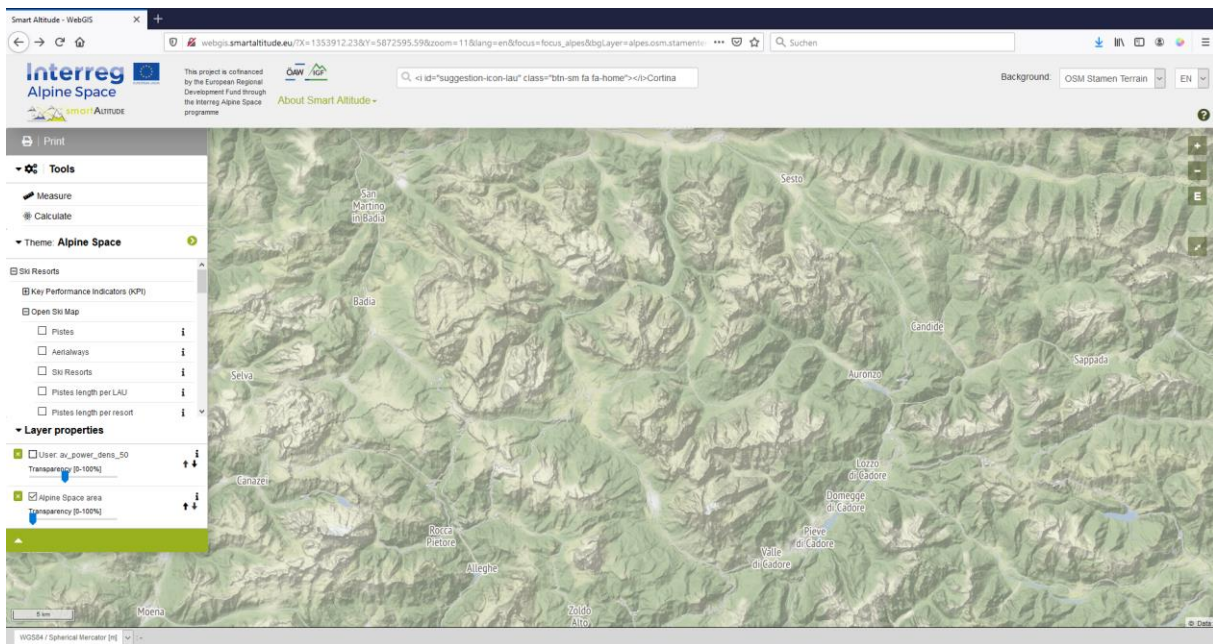 Smart Altitude - WebGIS
webgis.smartaltitude.eu/?X=1353912.23&Y=5872595.59&zoom=11&lang=en&focus=focus_alpes&bgLayer=alpes.osm.stamente
Suchen
Interreg
Alpine Space
EUROPEAN UNION
smartALTITUDE
This project is cofinanced
by the European Regional
Development Fund through
the Interreg Alpine Space
programme
ÖAW IGF
About Smart Altitude
<i id="suggestion-icon-lau" class="btn-sm fa fa-home"></i>Cortina
Background: OSM Stamen Terrain
EN
Print
Tools
Measure
Calculate
Theme: Alpine Space
Ski Resorts
Key Performance Indicators (KPI)
Open Ski Map
Pistes
Aerialways
Ski Resorts
Pistes length per LAU
Pistes length per resort
Layer properties
User: av_power_dens_50
Transparency [0-100%]
Alpine Space area
Transparency [0-100%]
E
San
Martino
in Badia
Sesto
Badia
Candide
Sappada
Selva
Auronzo
Canazei
Lozzo
di Cadore
Domegge
di Cadore
Rocca
Pietore
Pieve
di Cadore
Valle
di Cadore
Alleghe
Moena
Zoldo
Alto
5 km
© Data
WGS84 / Spherical Mercator [m]